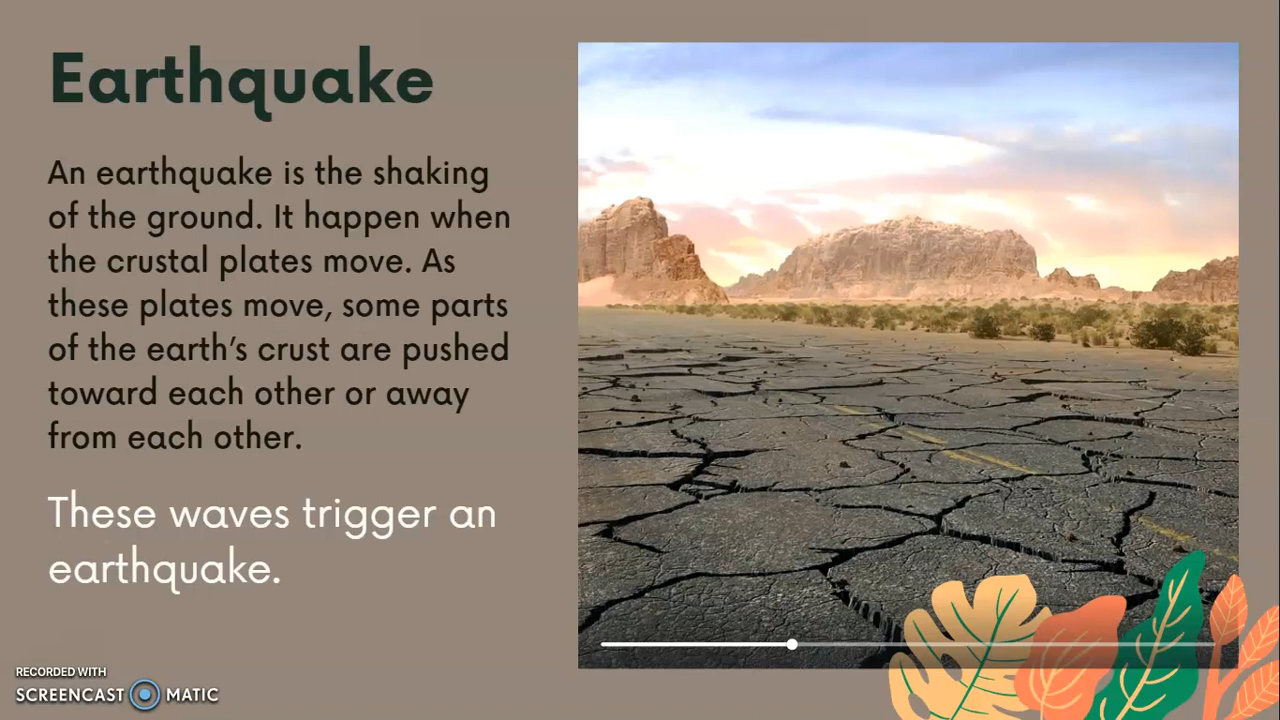 Earthquake
An earthquake is the shaking
of the ground. It happen when
the crustal plates move. As
these plates move, some parts
of the earth's crust are pushed
toward each other or away
from each other.
These waves trigger an
earthquake.
RECORDED WITH
SCREENCAST MATIC